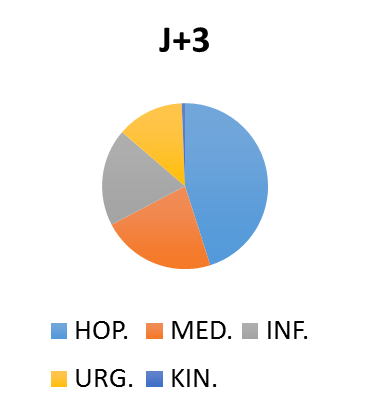 J+3
HOP. MED. INF.
URG. KIN.